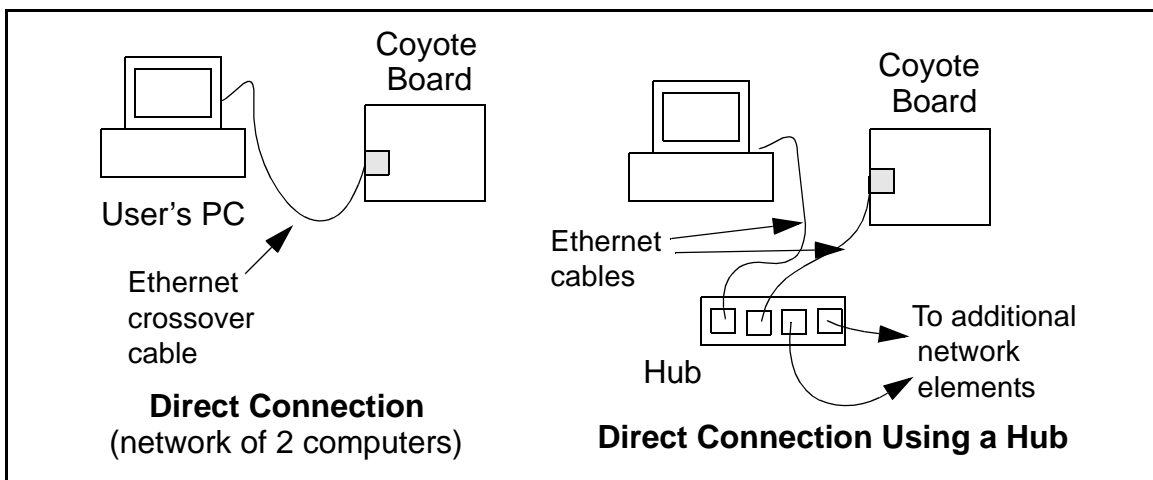 Coyote
Board
User's PC
Ethernet
crossover
cable
Direct Connection
(network of 2 computers)
Coyote
Board
Ethernet
cables
Hub
To additional
network
elements
Direct Connection Using a Hub